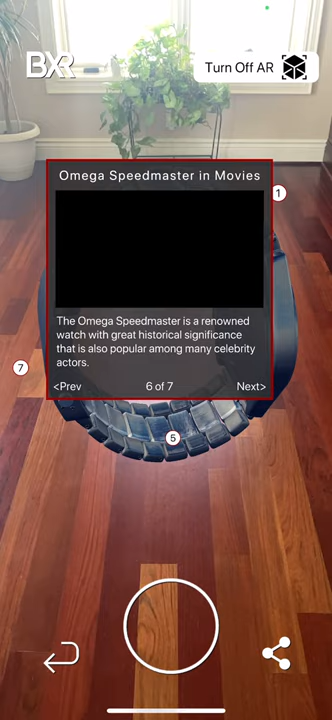 BXR
Turn Off AR
Omega Speedmaster in Movies
1
The Omega Speedmaster is a renowned
watch with great historical significance
that is also popular among many celebrity
actors.
7
<Prev
6 of 7
Next>
5